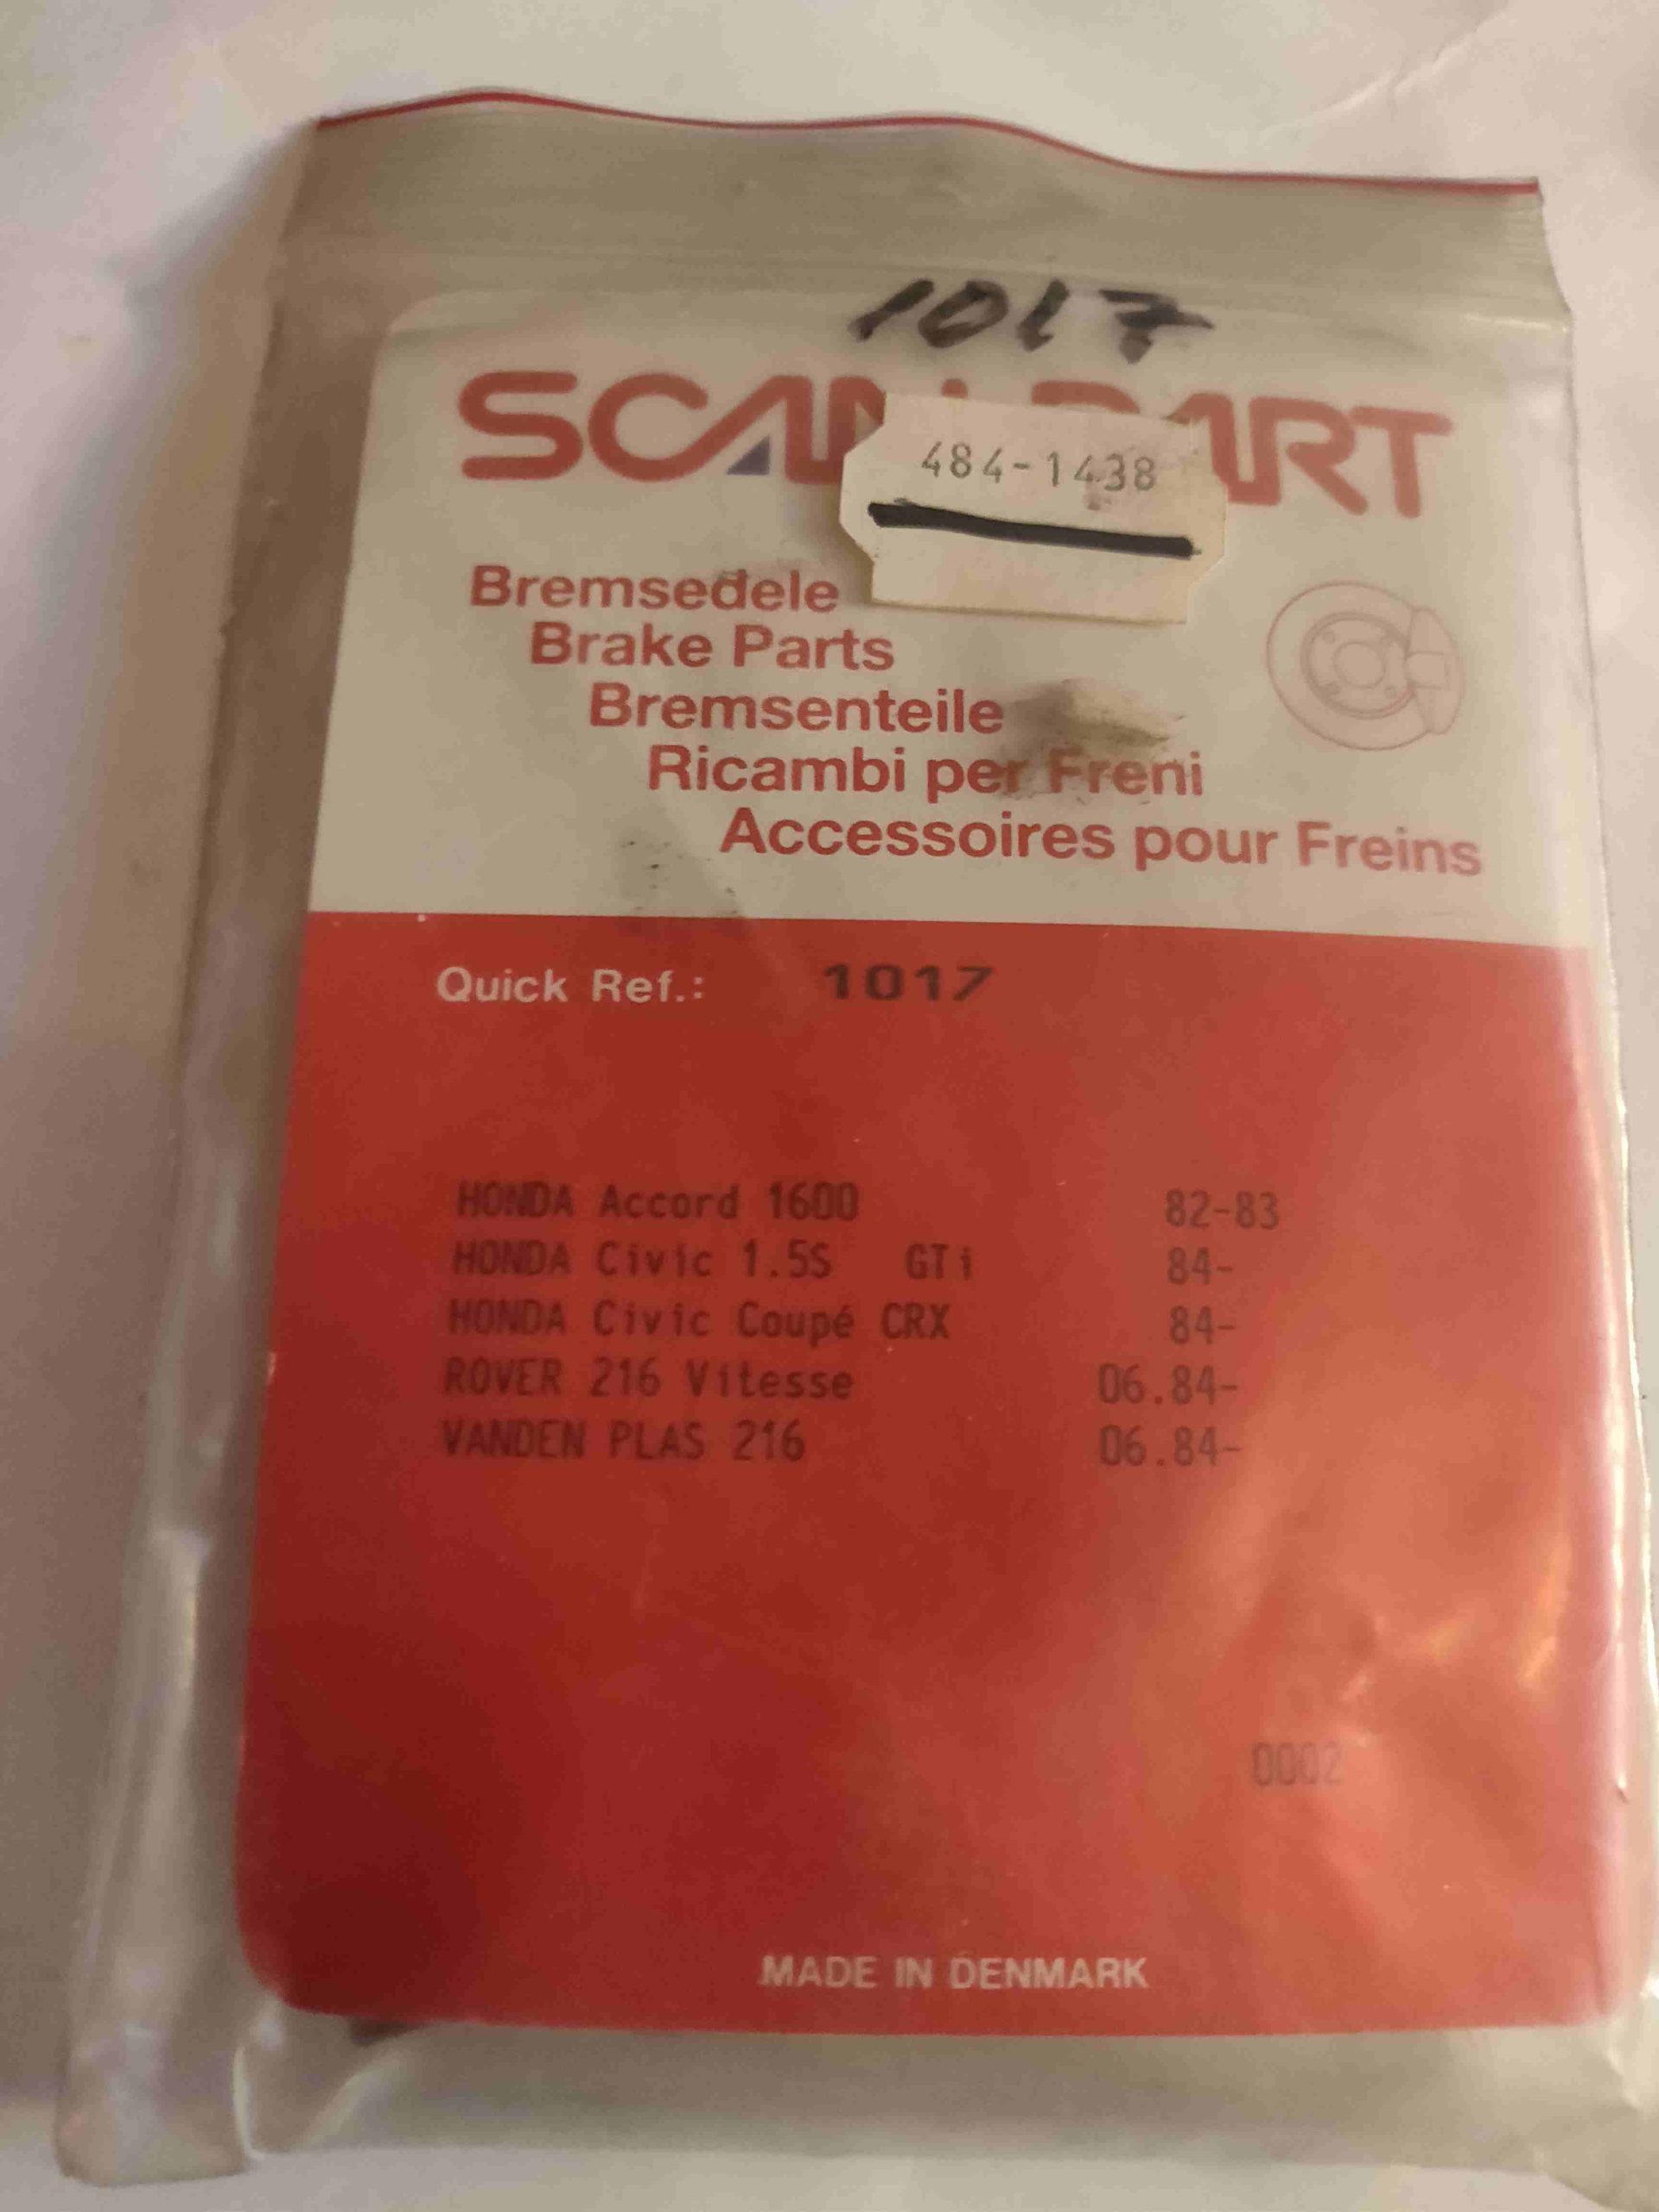 1017
SCAN-PART
484-1438
Bremsedele
Brake Parts
Bremsenteile
Ricambi per Freni
Accessoires pour Freins
Quick Ref.: 1017
HONDA Accord 1600 82-83
HONDA Civic 1.5S GTi 84-
HONDA Civic Coupé CRX 84-
ROVER 216 Vitesse 06.84-
VANDEN PLAS 216 06.84-
0002
MADE IN DENMARK